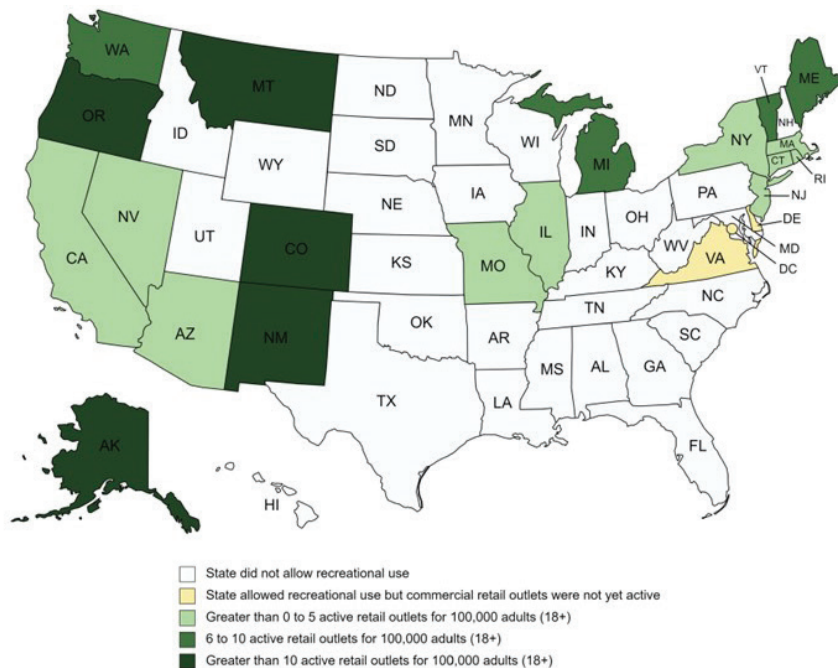 WA
MT
ND
MN
VT
ME
OR
ID
SD
WI
MI
NY
NH
MA
CT
RI
WY
IA
PA
NJ
NE
NV
UT
CO
IL
IN
OH
DE
MD
WV
DC
CA
KS
MO
KY
VA
AZ
NM
OK
AR
TN
NC
SC
TX
MS
AL
GA
LA
AK
FL
HI
State did not allow recreational use
State allowed recreational use but commercial retail outlets were not yet active
Greater than 0 to 5 active retail outlets for 100,000 adults (18+)
6 to 10 active retail outlets for 100,000 adults (18+)
Greater than 10 active retail outlets for 100,000 adults (18+)